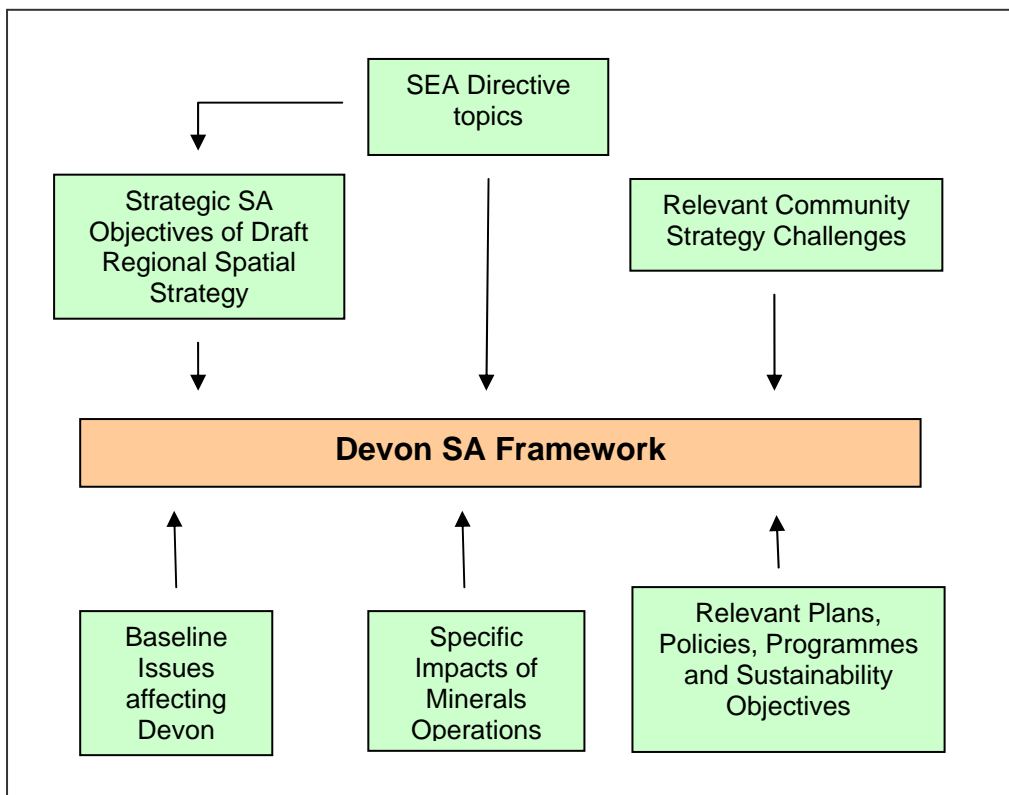 SEA Directive
topics
Strategic SA
Objectives of Draft
Regional Spatial
Strategy
Relevant Community
Strategy Challenges
Devon SA Framework
Baseline
Issues
affecting
Devon
Specific
Impacts of
Minerals
Operations
Relevant Plans,
Policies, Programmes
and Sustainability
Objectives